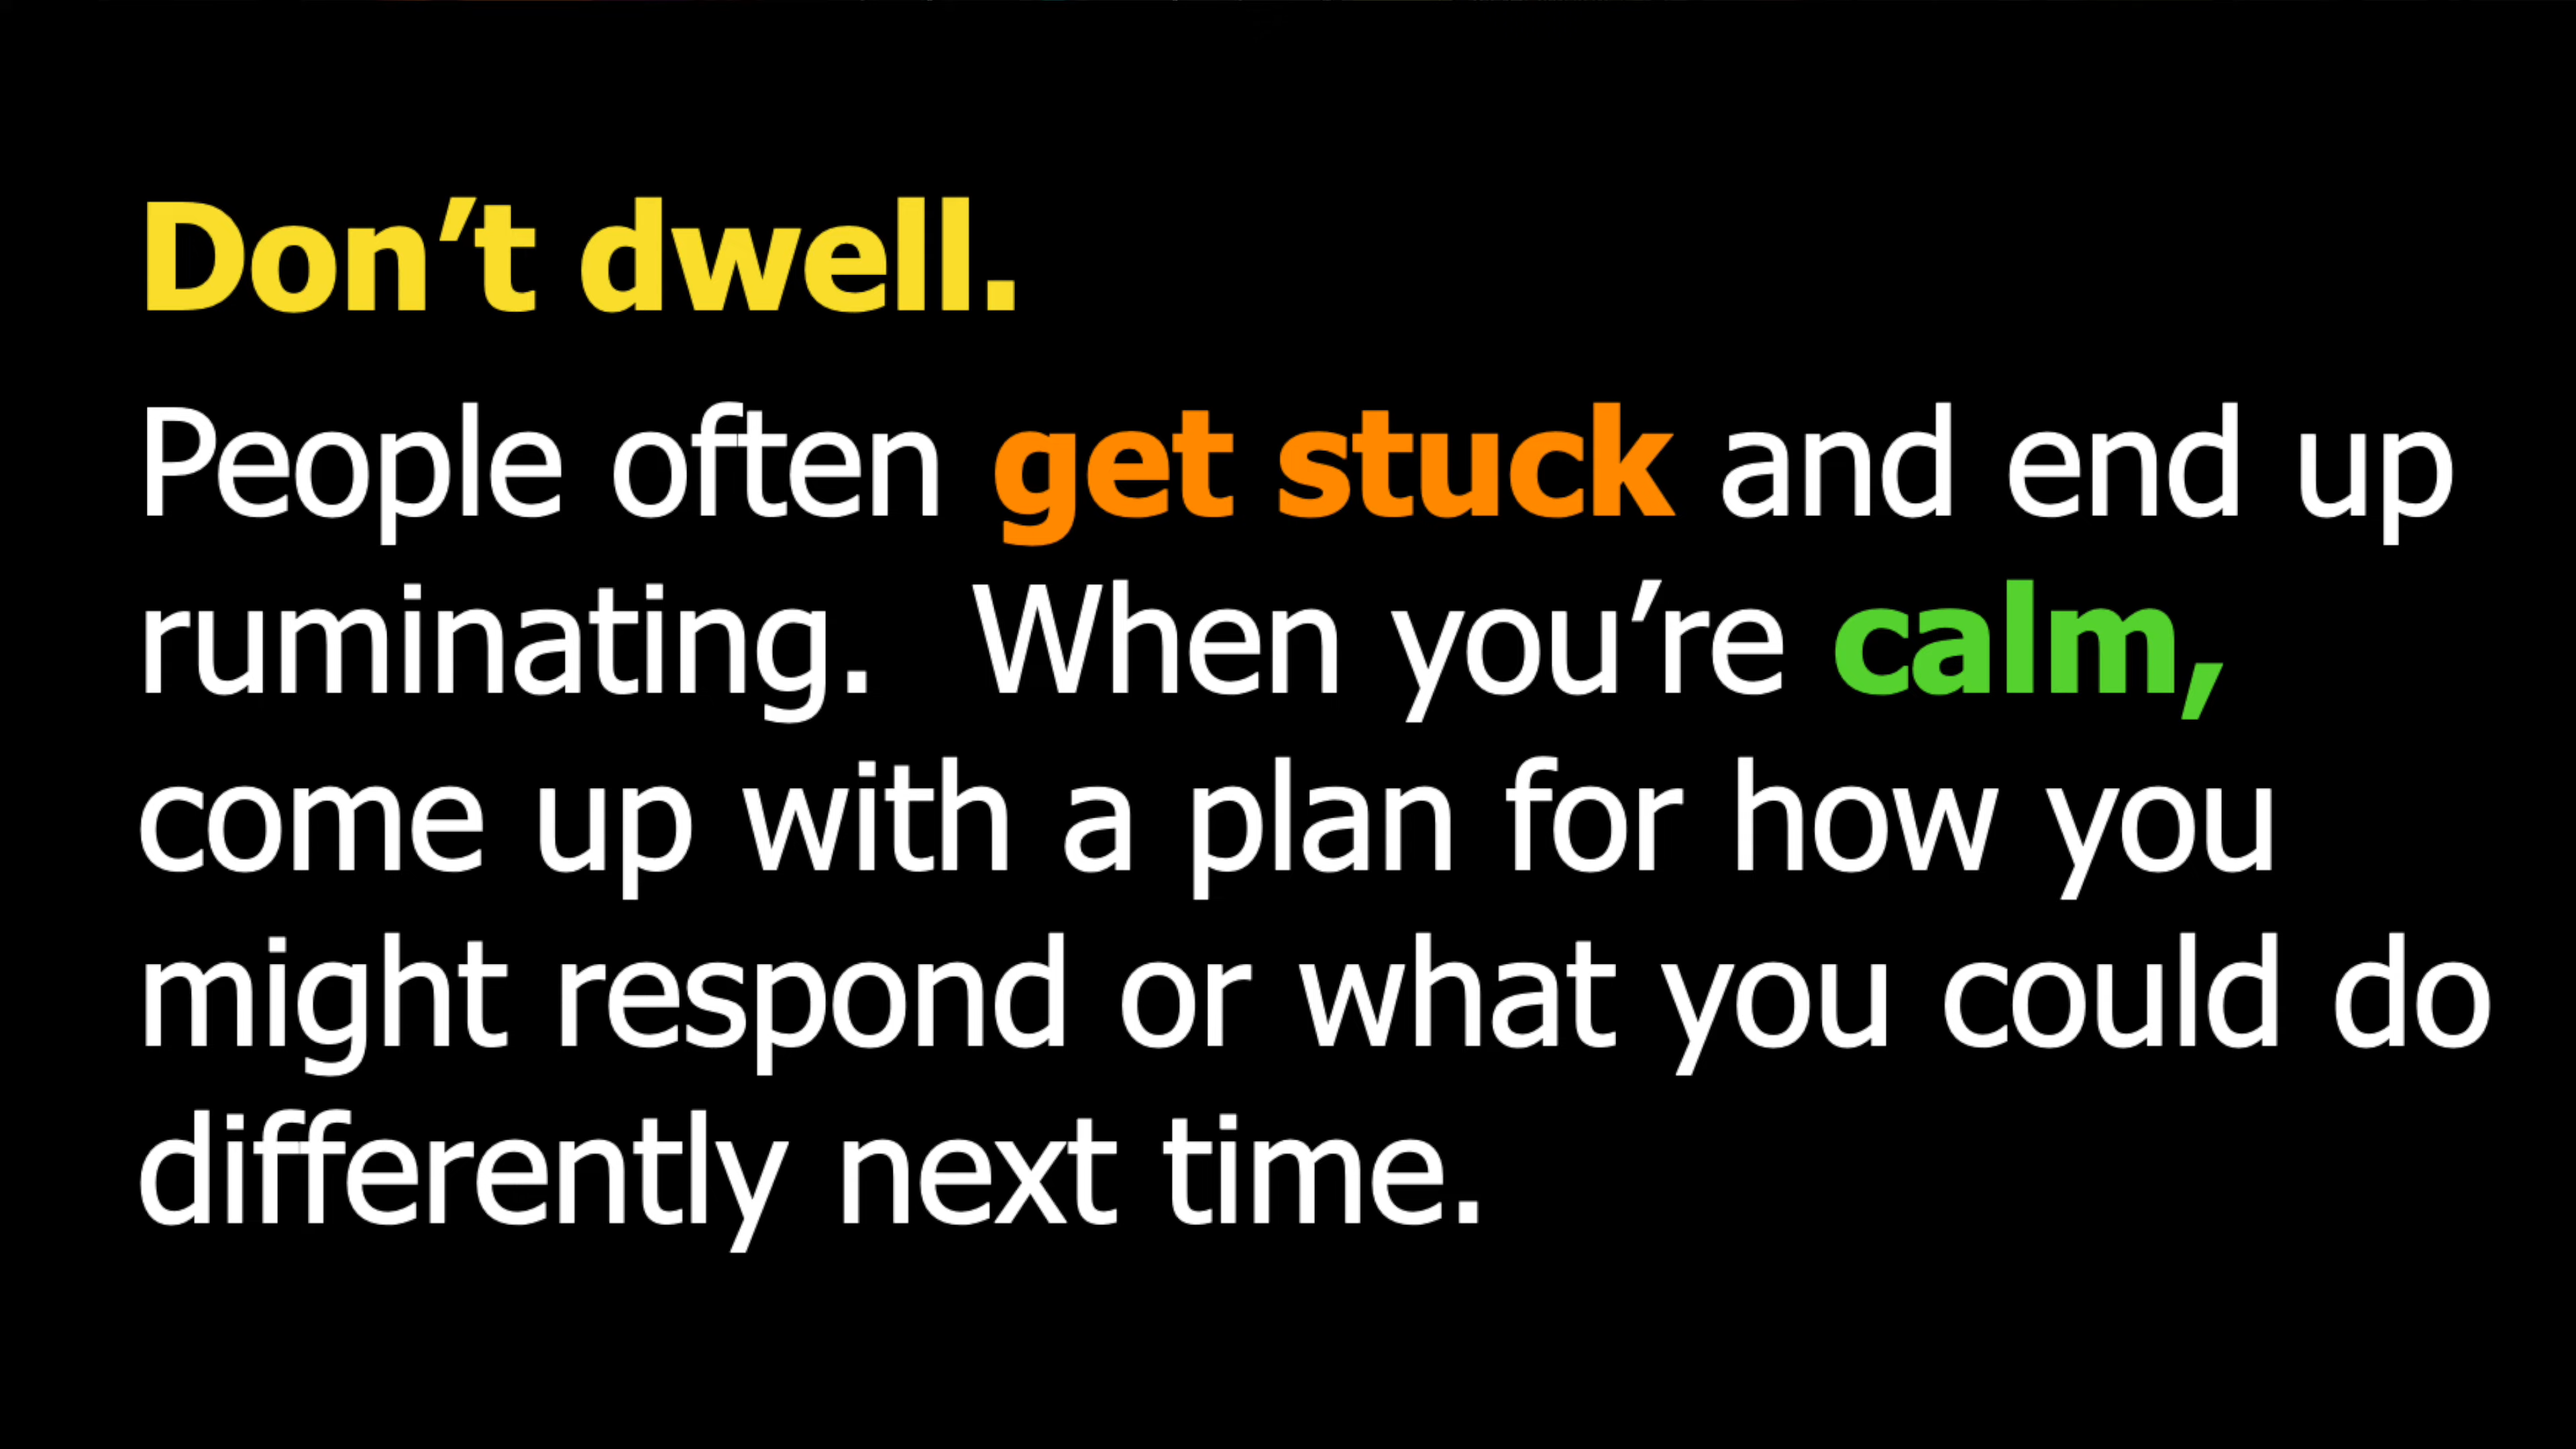 Don’t dwell.
People often get stuck and end up
ruminating.  When you’re calm,
come up with a plan for how you
might respond or what you could do
differently next time.